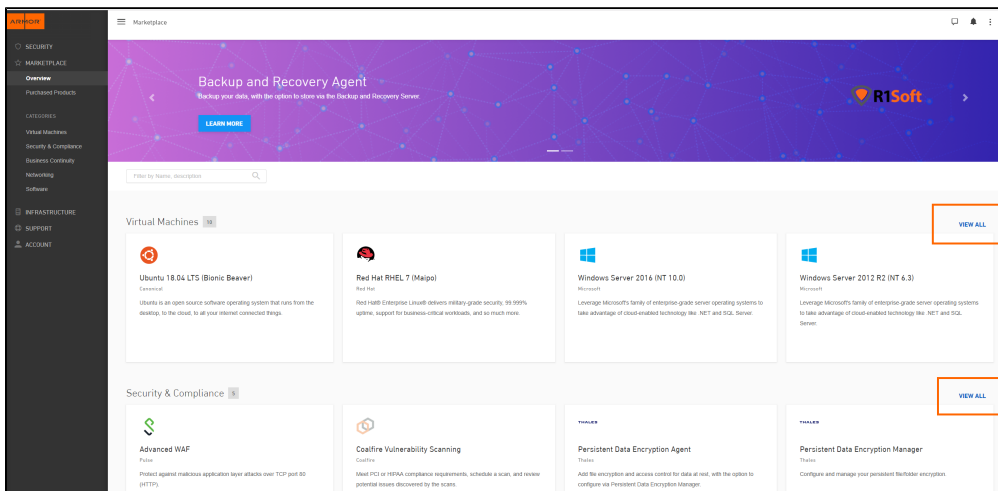 ARMOR
Marketplace
SECURITY
MARKETPLACE
Overview
Purchased Products
CATEGORIES
Virtual Machines
Security & Compliance
Business Continuity
Networking
Software
INFRASTRUCTURE
SUPPORT
ACCOUNT
Backup and Recovery Agent
Backup your data, with the option to store via the Backup and Recovery Server.
LEARN MORE
R1Soft
Filter by Name, description
Virtual Machines 18
VIEW ALL
Ubuntu 18.04 LTS (Bionic Beaver)
Canonical
Ubuntu is an open source software operating system that runs from the
desktop, to the cloud, to all your internet connected things.
Red Hat RHEL 7 (Maipo)
Red Hat
Red Hat® Enterprise Linux® delivers military-grade security, 99.999%
uptime, support for business-critical workloads, and so much more.
Windows Server 2016 (NT 10.0)
Microsoft
Leverage Microsoft's family of enterprise-grade server operating systems to
take advantage of cloud-enabled technology like .NET and SQL Server.
Windows Server 2012 R2 (NT 6.3)
Microsoft
Leverage Microsoft's family of enterprise-grade server operating systems
to take advantage of cloud-enabled technology like .NET and SQL
Server.
Security & Compliance 5
VIEW ALL
Advanced WAF
Pulse
Protect against malicious application layer attacks over TCP port 80
(HTTP).
Coalfire Vulnerability Scanning
Coalfire
Meet PCI or HIPAA compliance requirements, schedule a scan, and review
potential issues discovered by the scans.
THALES
Persistent Data Encryption Agent
Thales
Add file encryption and access control for data at rest, with the option to
configure via Persistent Data Encryption Manager.
THALES
Persistent Data Encryption Manager
Thales
Configure and manage your persistent file/folder encryption.